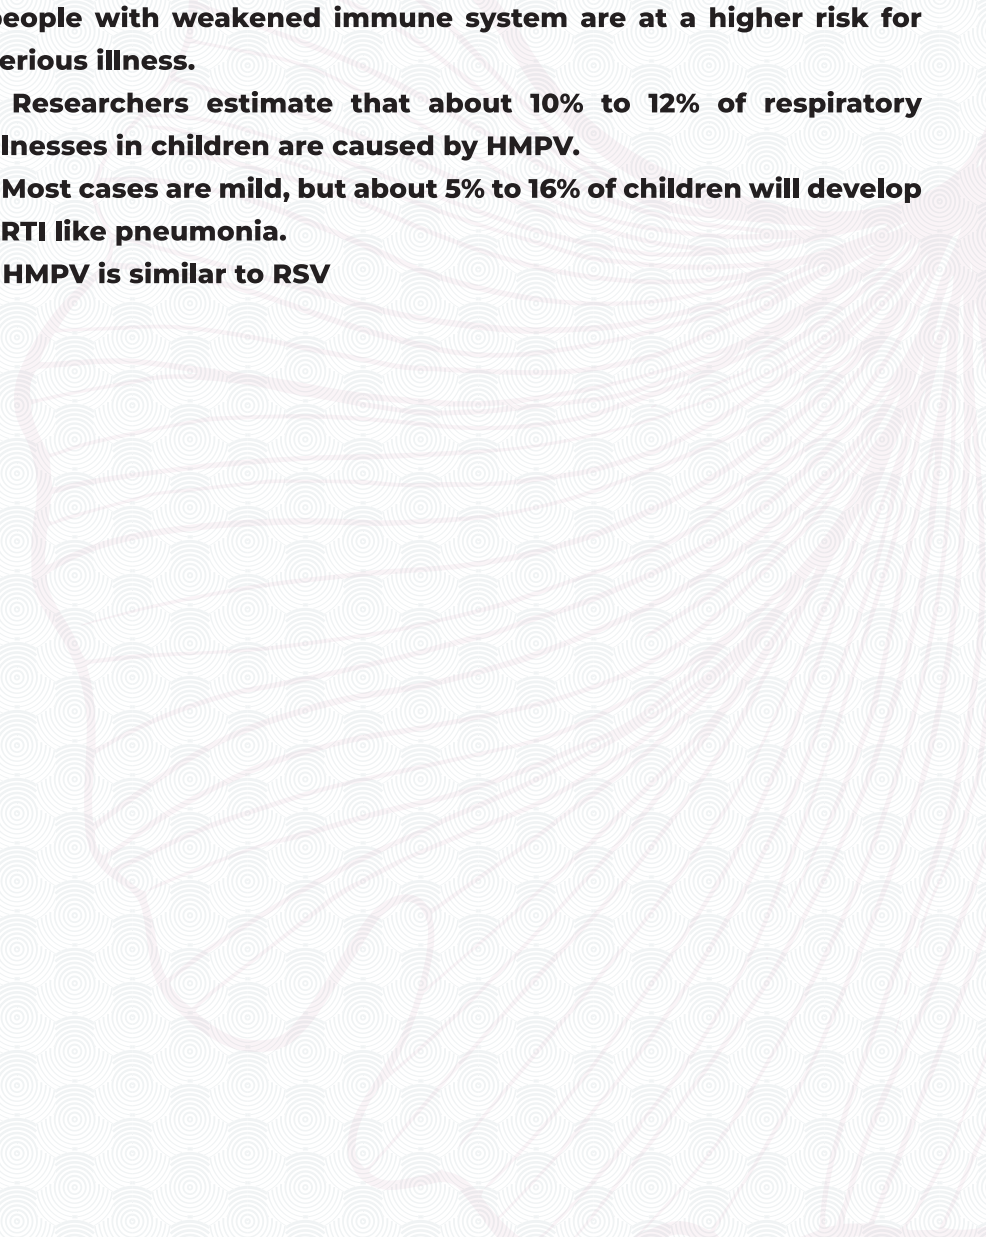 people with weakened immune system are at a higher risk for
erious illness.
Researchers estimate that about 10% to 12% of respiratory
lnesses in children are caused by HMPV.
Most cases are mild, but about 5% to 16% of children will develop
RTI like pneumonia.
HMPV is similar to RSV